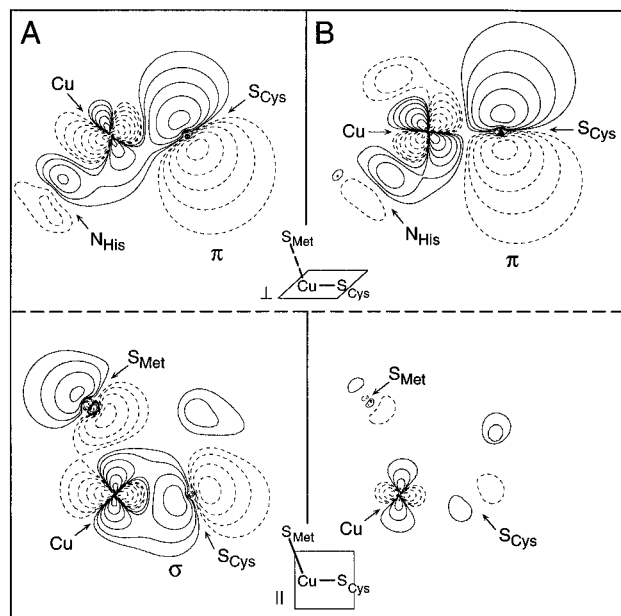 A
Cu
S Cys
N His
π
B
Cu
S Cys
N His
π
S Met
Cu S Cys
⊥
S Met
Cu
S Cys
σ
S Met
Cu
S Cys
S Met
Cu S Cys
||